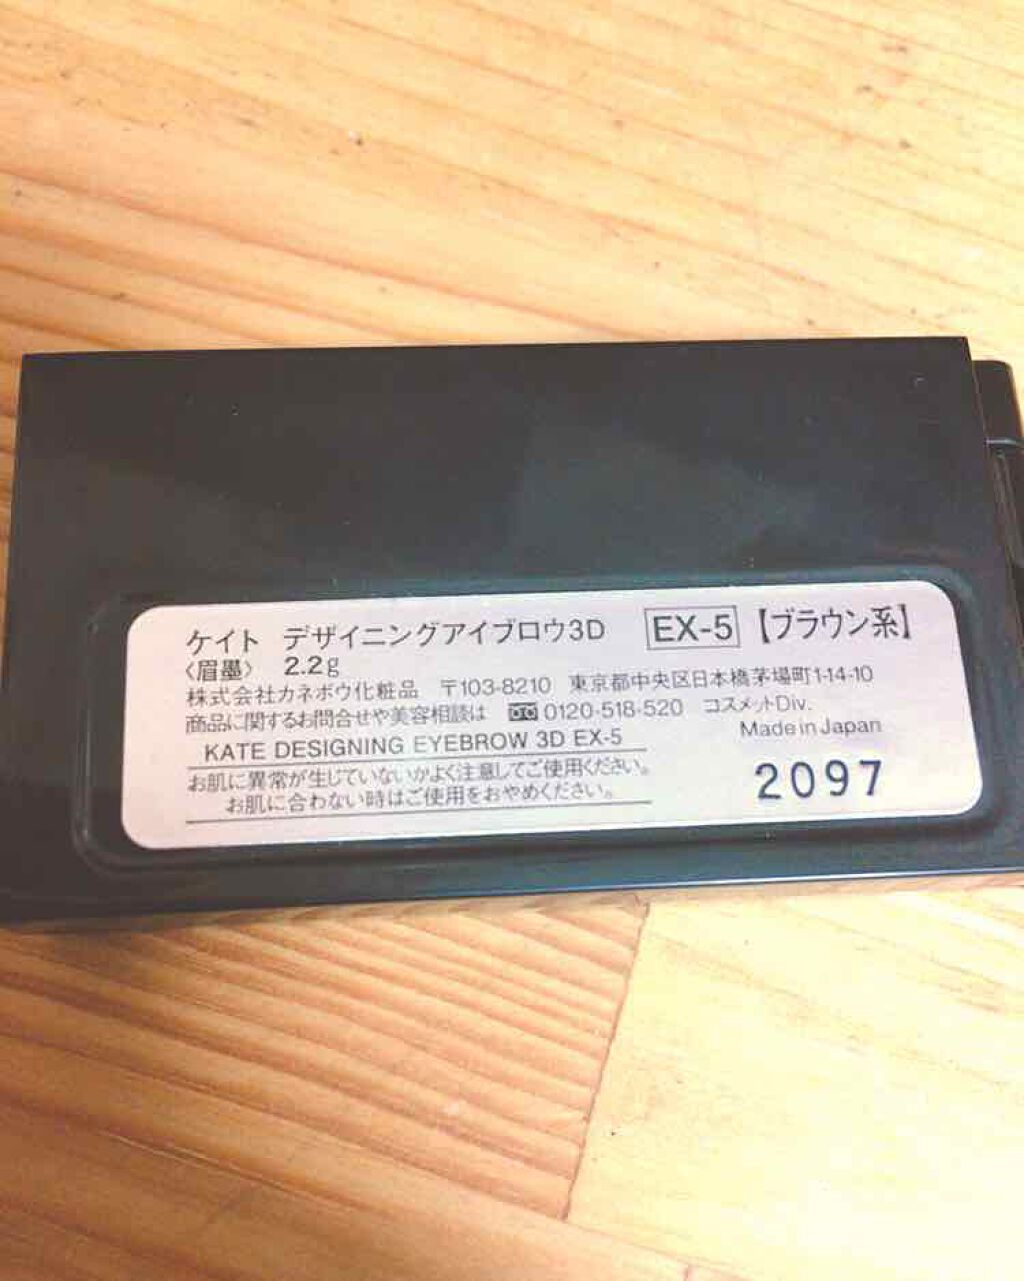 ケイト デザイニングアイブロウ3D EX-5 【ブラウン系】
〈眉墨〉 2.2g
株式会社カネボウ化粧品 〒103-8210 東京都中央区日本橋茅場町1-14-10
商品に関するお問合せや美容相談は 0120-518-520 コスメットDiv.
KATE DESIGNING EYEBROW 3D EX-5 Made in Japan
お肌に異常が生じていないかよく注意してご使用ください。
お肌に合わない時はご使用をおやめください。
2097